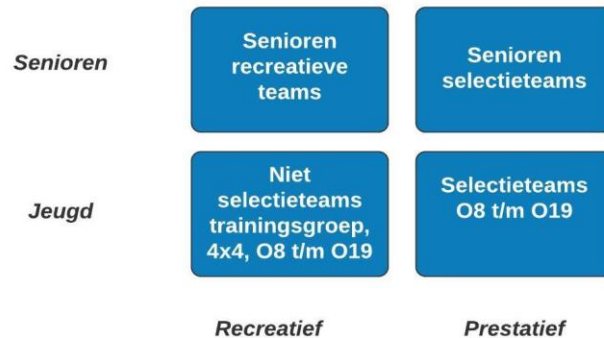 Senioren
Senioren
recreatieve
teams
Senioren
selectieteams
Jeugd
Niet
selectieteams
trainingsgroep,
4x4, O8 t/m O19
Selectieteams
O8 t/m O19
Recreatief
Prestatief